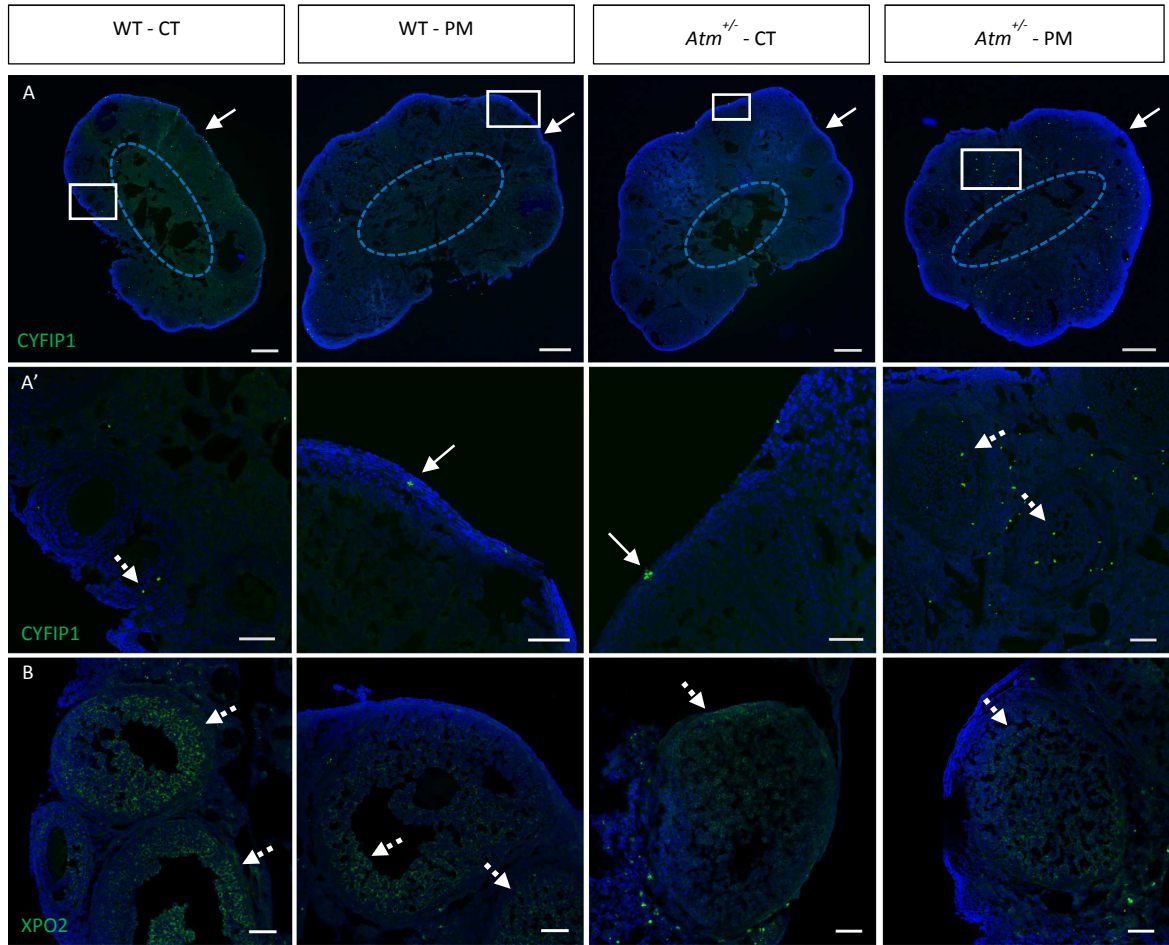 WT - CT
WT - PM
Atm+/- - CT
Atm+/- - PM
A
CYFIP1
A'
CYFIP1
B
XPO2